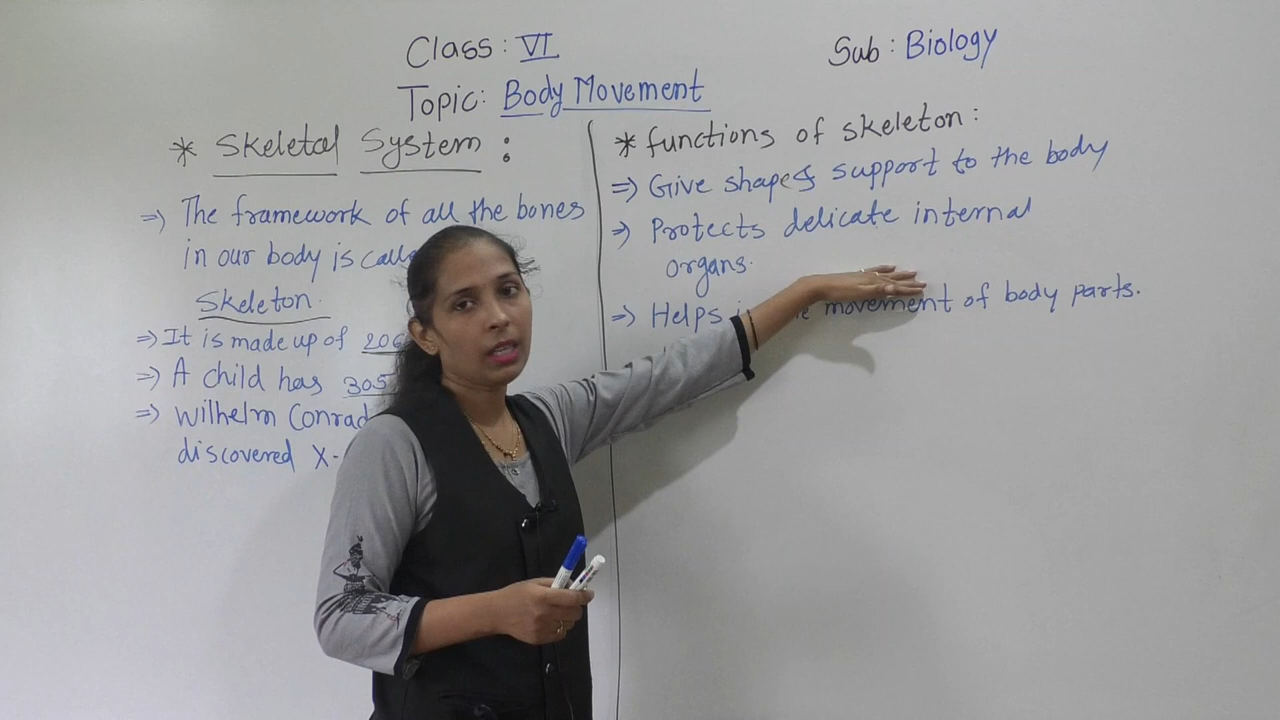 Class: VI
Sub: Biology
Topic: Body Movement
* Skeletal System:
=> The framework of all the bones
in our body is
Skeleton.
=> It is made up of
=> A child has 305
=> Wilhelm Conrad
discovered X-
* functions of skeleton:
=> Give shape & support to the body
=> Protects delicate internal
organs.
=> Helps movement of body parts.